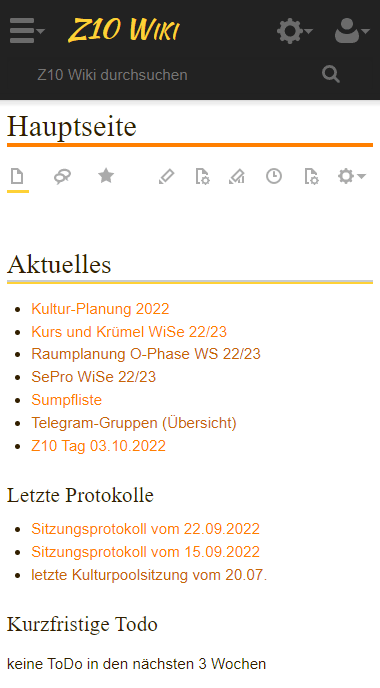 Z10 Wiki
Z10 Wiki durchsuchen
Hauptseite
Aktuelles
Kultur-Planung 2022
Kurs und Krümel WiSe 22/23
Raumplanung O-Phase WS 22/23
SePro WiSe 22/23
Sumpfliste
Telegram-Gruppen (Übersicht)
Z10 Tag 03.10.2022
Letzte Protokolle
Sitzungsprotokoll vom 22.09.2022
Sitzungsprotokoll vom 15.09.2022
letzte Kulturpoolsitzung vom 20.07.
Kurzfristige Todo
keine ToDo in den nächsten 3 Wochen